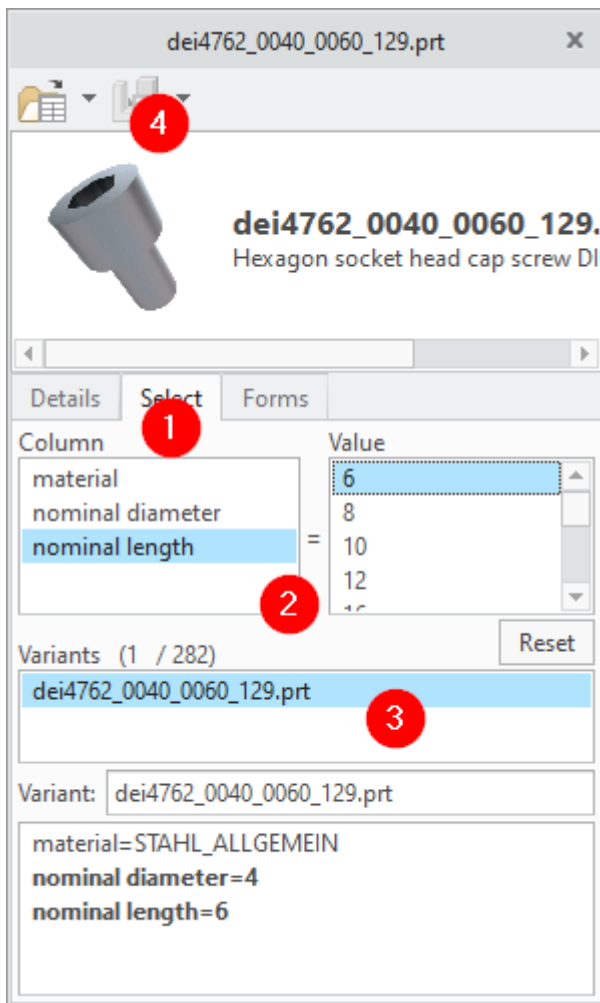 dei4762_0040_0060_129.prt
4
dei4762_0040_0060_129.
Hexagon socket head cap screw DI
Details Select Forms
1
Column Value
material 6
nominal diameter 8
nominal length = 10
12
2
Reset
Variants (1 / 282)
dei4762_0040_0060_129.prt
3
Variant: dei4762_0040_0060_129.prt
material=STAHL_ALLGEMEIN
nominal diameter=4
nominal length=6